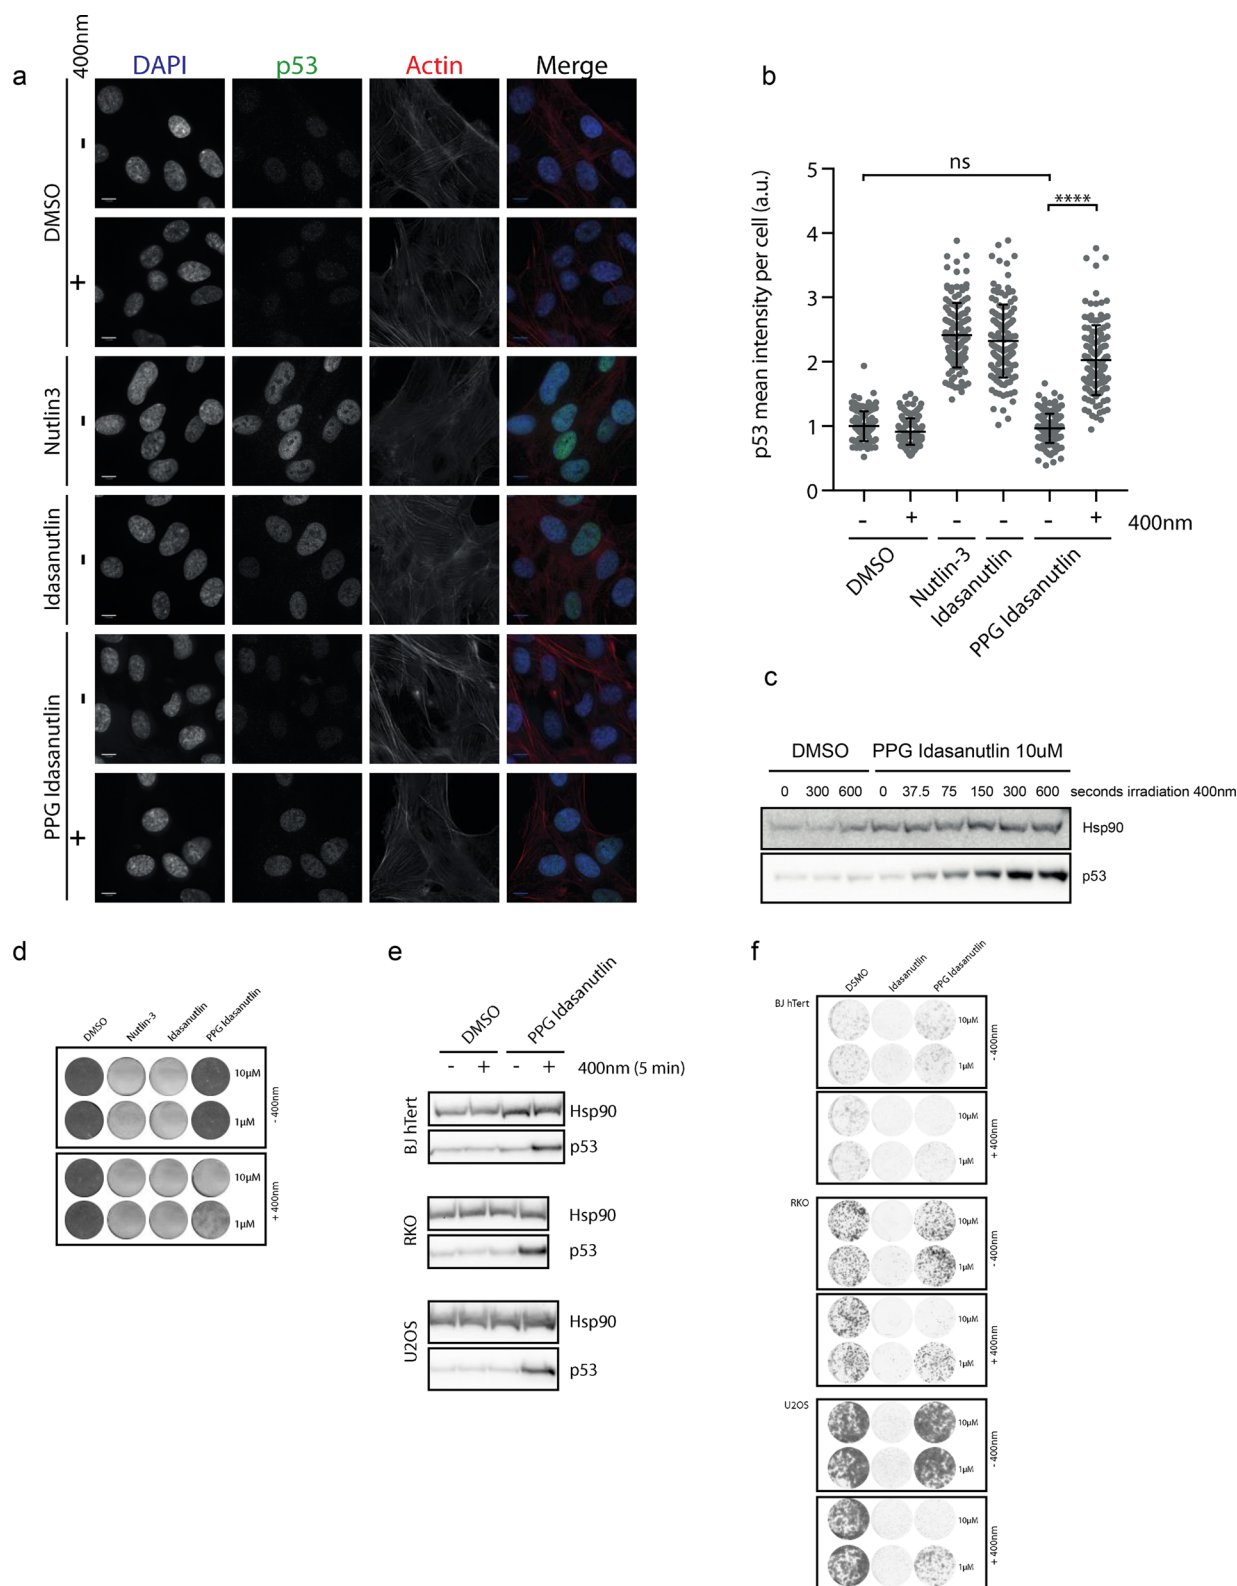 a
400nm
DAPI p53 Actin Merge
DMSO
-
+
Nutlin3
-
Idasanutlin
-
PPG Idasanutlin
-
+
b
p53 mean intensity per cell (a.u.)
5
4
3
2
1
0
ns
****
- + - - - + 400nm
DMSO
Nutlin-3
Idasanutlin
PPG Idasanutlin
c
DMSO PPG Idasanutlin 10uM
0 300 600 0 37.5 75 150 300 600 seconds irradiation 400nm
Hsp90
p53
d
DMSO Nutlin-3 Idasanutlin PPG Idasanutlin
10µM
1µM
- 400nm
10µM
1µM
+ 400nm
e
DMSO PPG Idasanutlin
- + - + 400nm (5 min)
BJ hTert
Hsp90
p53
RKO
Hsp90
p53
U2OS
Hsp90
p53
f
DSMO Idasanutlin PPG Idasanutlin
BJ hTert
10µM
1µM
- 400nm
10µM
1µM
+ 400nm
RKO
10µM
1µM
- 400nm
10µM
1µM
+ 400nm
U2OS
10µM
1µM
- 400nm
10µM
1µM
+ 400nm